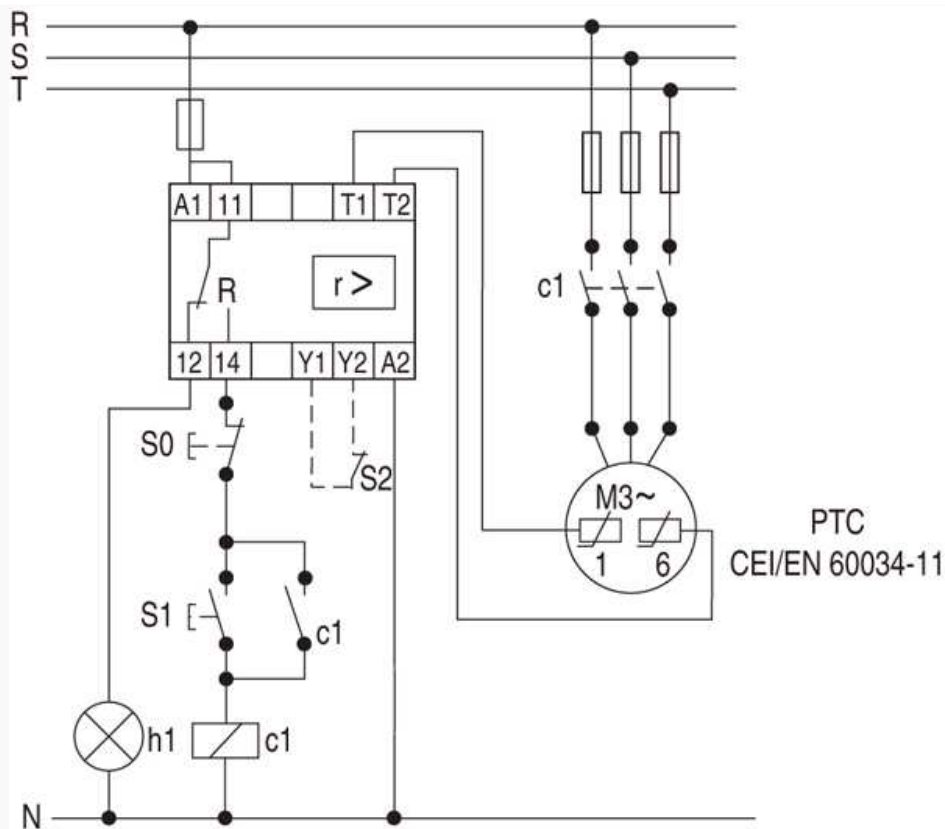 R
S
T
A1 11 T1 T2
R r >
c1
12 14 Y1 Y2 A2
S0
S2
M3~
1 6
PTC
CEI/EN 60034-11
S1
c1
h1
c1
N